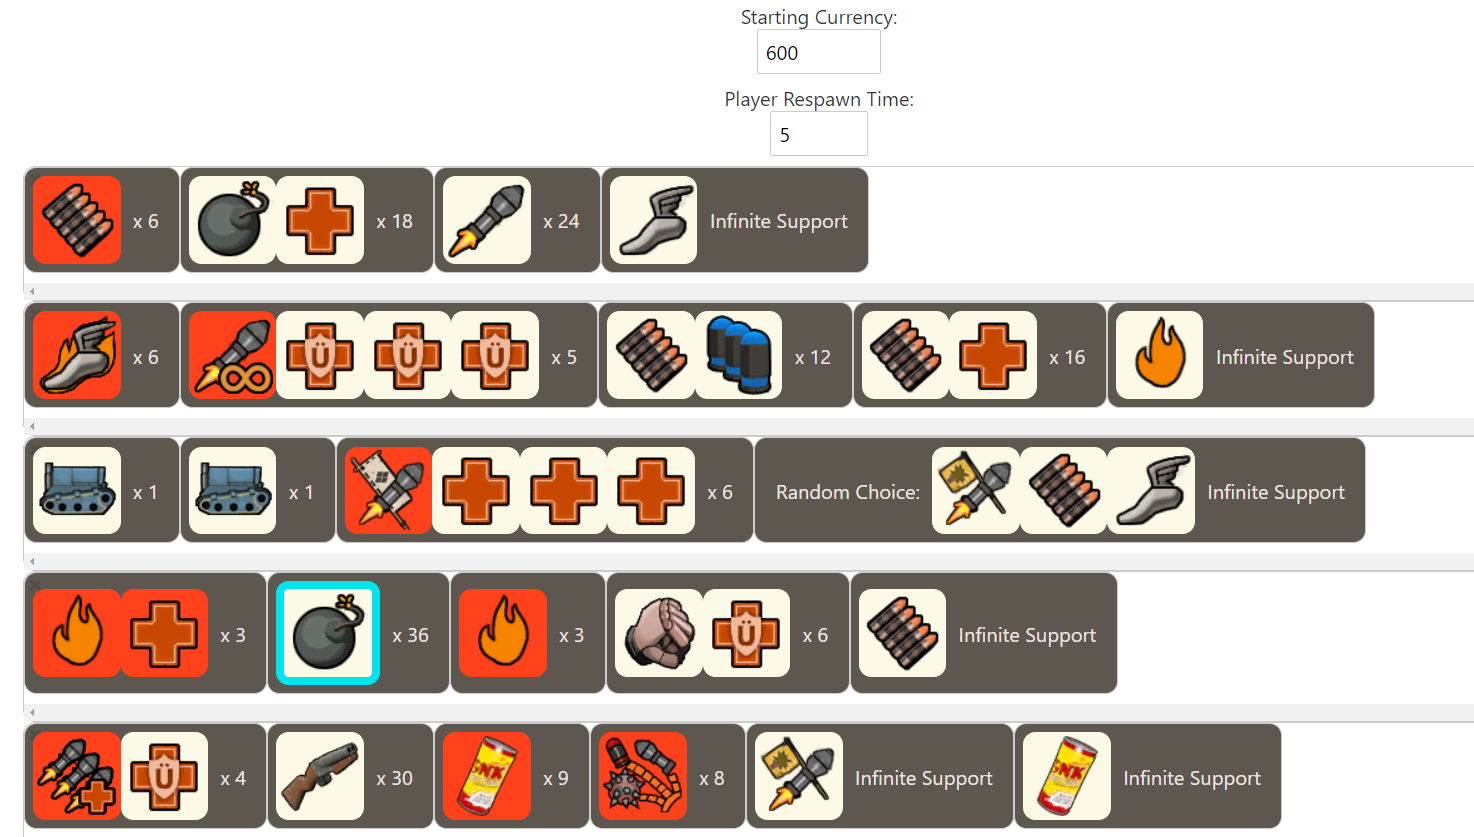 Starting Currency:
600
Player Respawn Time:
5
x 6
x 18
x 24
Infinite Support
x 6
x 5
x 12
x 16
Infinite Support
x 1
x 1
x 6
Random Choice:
Infinite Support
x 3
x 36
x 3
x 6
Infinite Support
x 4
x 30
x 9
x 8
Infinite Support
Infinite Support